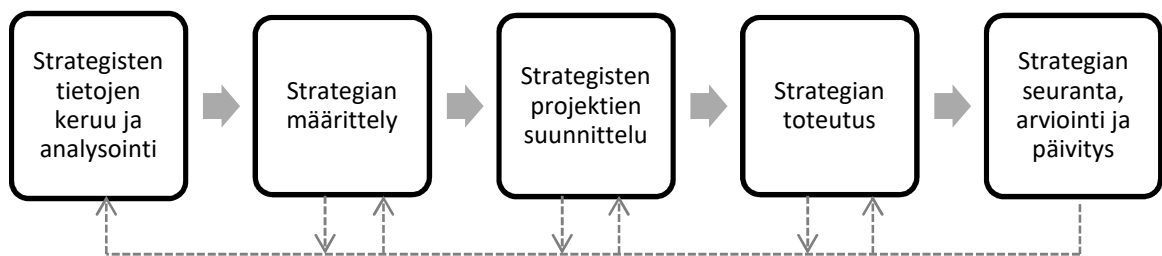 Strategisten
tietojen
keruu ja
analysointi
Strategian
määrittely
Strategisten
projektien
suunnittelu
Strategian
toteutus
Strategian
seuranta,
arviointi ja
päivitys